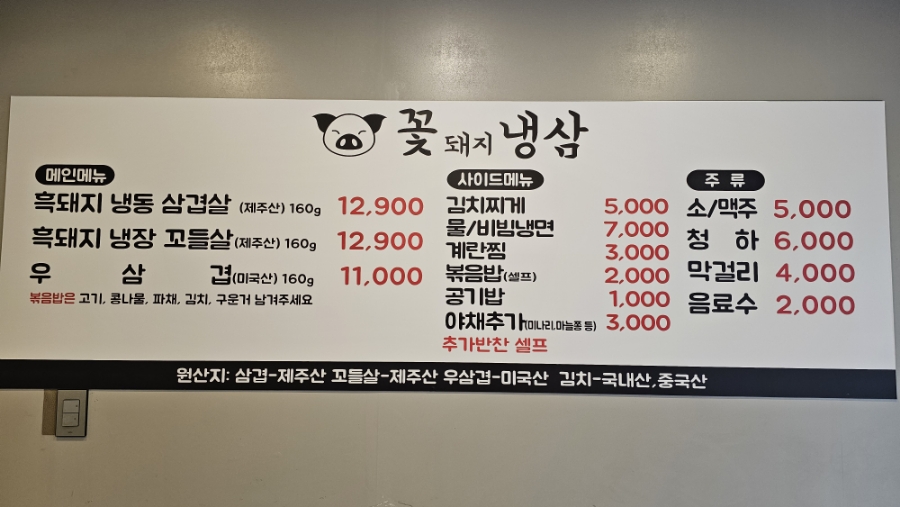 꽃돼지냉삼
메인메뉴
흑돼지 냉동 삼겹살 (제주산) 160g 12,900
흑돼지 냉장 꼬들살(제주산) 160g 12,900
우 삼 겹(미국산) 160g 11,000
볶음밥은 고기, 콩나물, 파채, 김치, 구운거 남겨주세요
사이드메뉴
김치찌게 5,000
물/비빔냉면 7,000
계란찜 3,000
볶음밥(셀프) 2,000
공기밥 1,000
야채추가(미나리,마늘쫑 등) 3,000
추가반찬 셀프
주 류
소/맥주 5,000
청 하 6,000
막걸리 4,000
음료수 2,000
원산지: 삼겹-제주산 꼬들살-제주산 우삼겹-미국산 김치-국내산,중국산